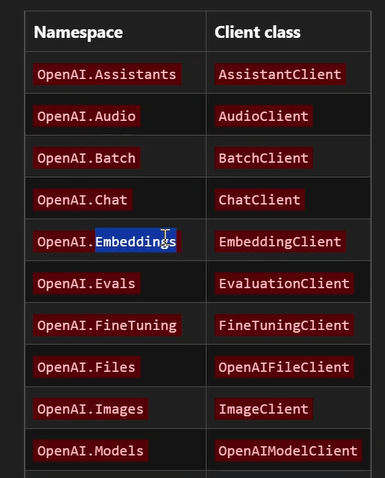 Namespace Client class
OpenAI.Assistants AssistantClient
OpenAI.Audio AudioClient
OpenAI.Batch BatchClient
OpenAI.Chat ChatClient
OpenAI.Embeddings EmbeddingClient
OpenAI.Evals EvaluationClient
OpenAI.FineTuning FineTuningClient
OpenAI.Files OpenAIFileClient
OpenAI.Images ImageClient
OpenAI.Models OpenAIModelClient